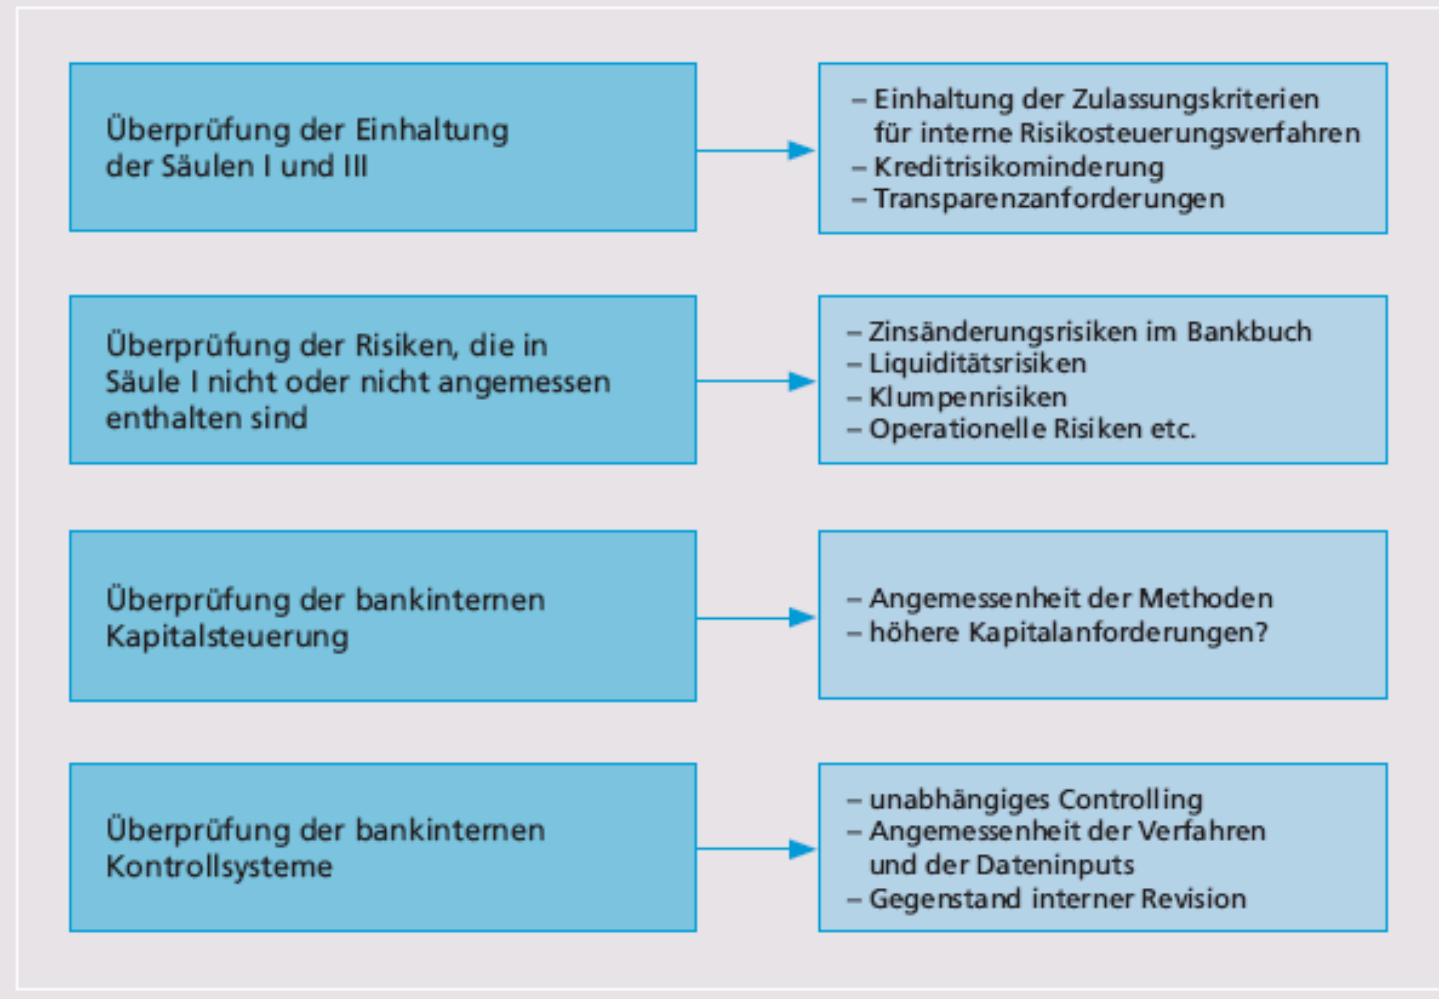 Überprüfung der Einhaltung
der Säulen I und III
– Einhaltung der Zulassungskriterien
für interne Risikosteuerungsverfahren
– Kreditrisikominderung
– Transparenzanforderungen
Überprüfung der Risiken, die in
Säule I nicht oder nicht angemessen
enthalten sind
– Zinsänderungsrisiken im Bankbuch
– Liquiditätsrisiken
– Klumpenrisiken
– Operationelle Risiken etc.
Überprüfung der bankinternen
Kapitalsteuerung
– Angemessenheit der Methoden
– höhere Kapitalanforderungen?
Überprüfung der bankinternen
Kontrollsysteme
– unabhängiges Controlling
– Angemessenheit der Verfahren
und der Dateninputs
– Gegenstand interner Revision